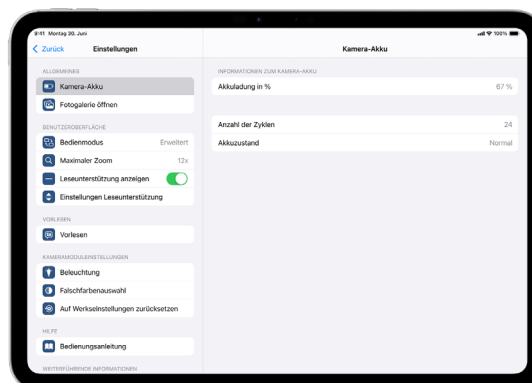 9:41 Montag 30. Juni
100%
Zurück
Einstellungen
ALLGEMEINES
Kamera-Akku
Fotogalerie öffnen
BENUTZEROBERFLÄCHE
Bedienmodus Erweitert
Maximaler Zoom 12x
Leseunterstützung anzeigen
Einstellungen Leseunterstützung
VORLESEN
Vorlesen
KAMERAMODULEINSTELLUNGEN
Beleuchtung
Falschfarbenauswahl
Auf Werkseinstellungen zurücksetzen
HILFE
Bedienungsanleitung
WEITERFÜHRENDE INFORMATIONEN
Kamera-Akku
INFORMATIONEN ZUM KAMERA-AKKU
Akkuladung in % 67 %
Anzahl der Zyklen 24
Akkuzustand Normal